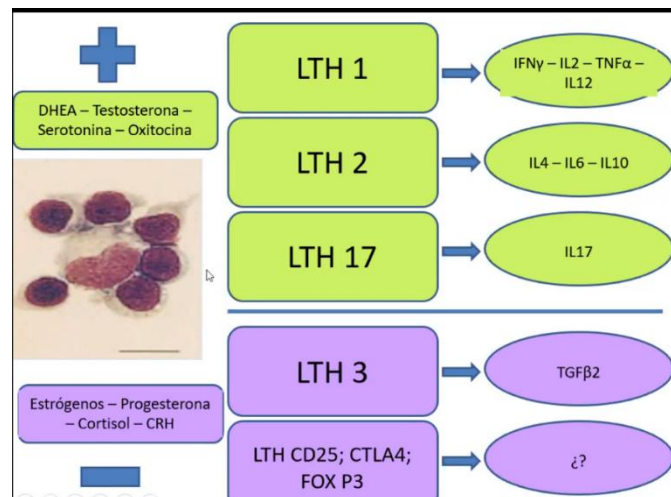 DHEA – Testosterona –
Serotonina – Oxitocina
LTH 1
IFNγ – IL2 – TNFα –
IL12
LTH 2
IL4 – IL6 – IL10
LTH 17
IL17
LTH 3
TGFβ2
Estrógenos – Progesterona
– Cortisol – CRH
LTH CD25; CTLA4;
FOX P3
¿?